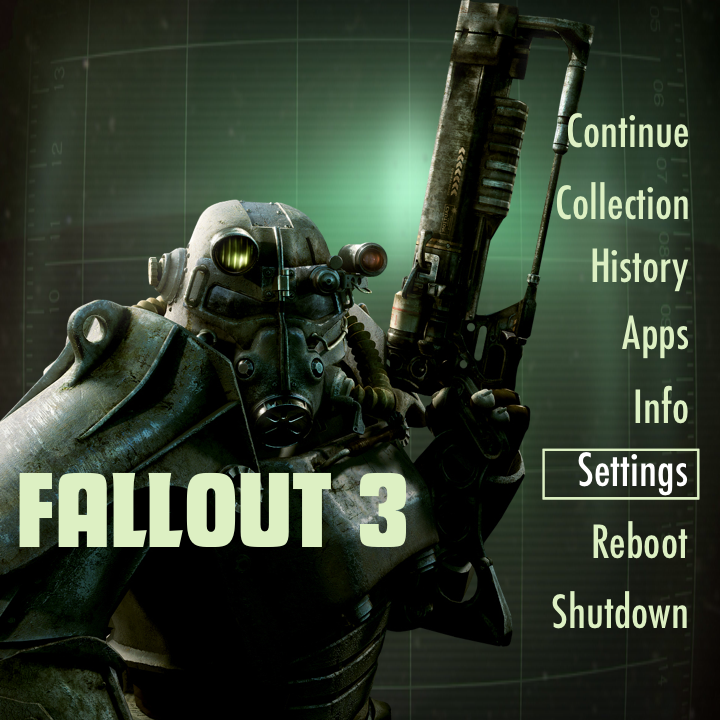 Continue
Collection
History
Apps
Info
Settings
FALLOUT 3
Reboot
Shutdown